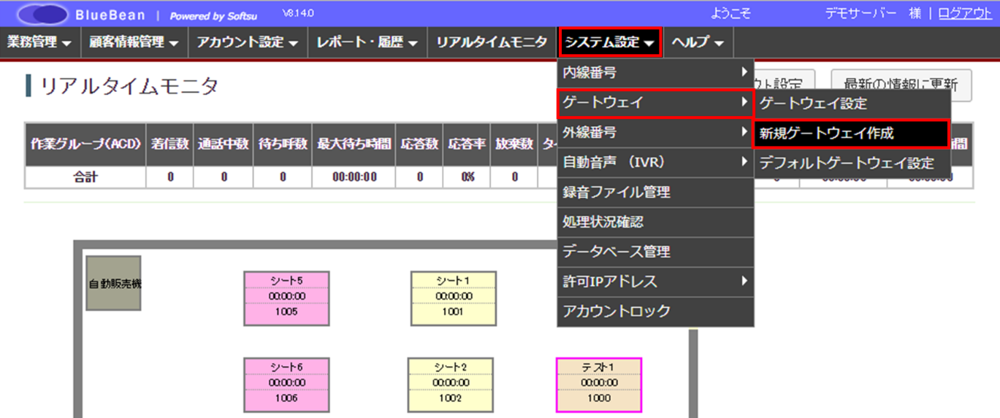 BlueBean | Powered by Softsu V8.14.0 ようこそ デモサーバー 様 | ログアウト
業務管理 顧客情報管理 アカウント設定 レポート・履歴 リアルタイムモニタ システム設定 ヘルプ
リアルタイムモニタ
内線番号
ウト設定 最新の情報に更新
ゲートウェイ
ゲートウェイ設定
外線番号
新規ゲートウェイ作成
自動音声 (IVR)
デフォルトゲートウェイ設定
録音ファイル管理
処理状況確認
データベース管理
許可IPアドレス
アカウントロック
作業グループ(ACD) 着信数 通話中数 待ち呼数 最大待ち時間 応答数 応答率 放棄数
合計 0 0 0 00:00:00 0 0% 0
自動販売機
シート5
00:00:00
1005
シート1
00:00:00
1001
シート6
00:00:00
1006
シート2
00:00:00
1002
テスト1
00:00:00
1000